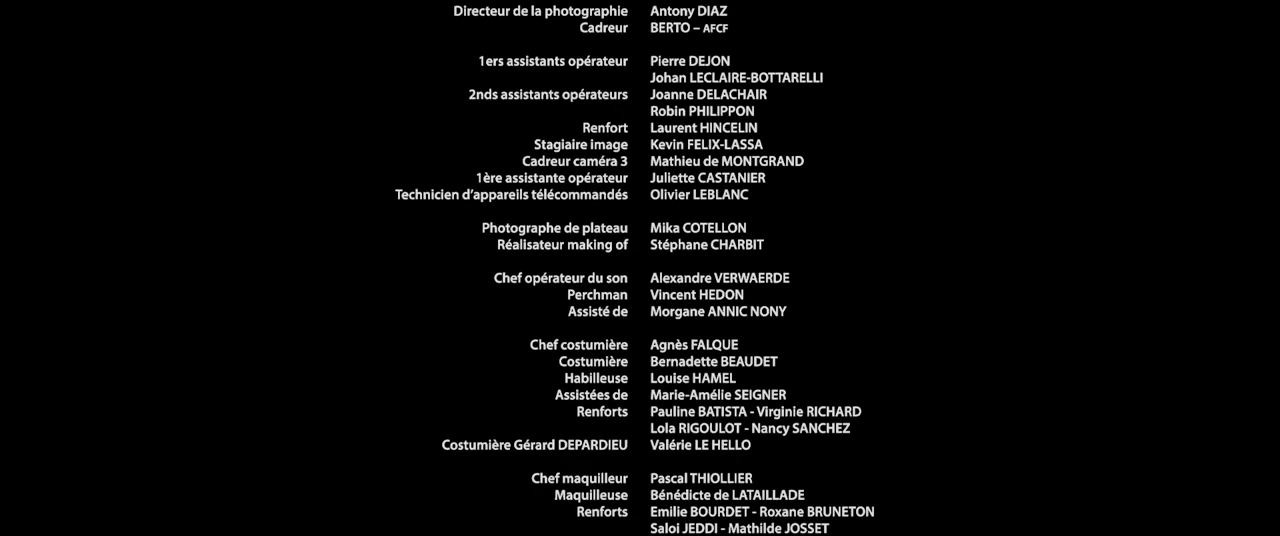 Directeur de la photographie Antony DIAZ
Cadreur BERTO – AFCF
1ers assistants opérateur Pierre DEJON
Johan LECLAIRE-BOTTARELLI
2nds assistants opérateurs Joanne DELACHAIR
Robin PHILIPPON
Renfort Laurent HINCELIN
Stagiaire image Kevin FELIX-LASSA
Cadreur caméra 3 Mathieu de MONTGRAND
1ère assistante opérateur Juliette CASTANIER
Technicien d’appareils télécommandés Olivier LEBLANC
Photographe de plateau Mika COTELLON
Réalisateur making of Stéphane CHARBIT
Chef opérateur du son Alexandre VERWAERDE
Perchman Vincent HEDON
Assisté de Morgane ANNIC NONY
Chef costumière Agnès FALQUE
Costumière Bernadette BEAUDET
Habilleuse Louise HAMEL
Assistées de Marie-Amélie SEIGNER
Renforts Pauline BATISTA - Virginie RICHARD
Lola RIGOULOT - Nancy SANCHEZ
Costumière Gérard DEPARDIEU Valérie LE HELLO
Chef maquilleur Pascal THIOLLIER
Maquilleuse Bénédicte de LATAILLADE
Renforts Emilie BOURDET - Roxane BRUNETON
Saloi JEDDI - Mathilde JOSSET